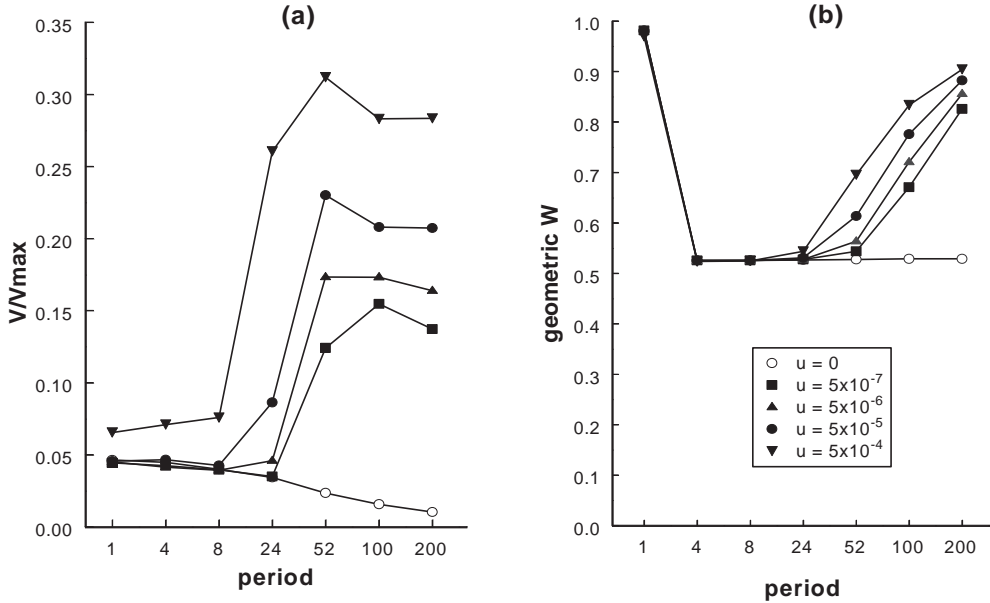 (a)
0.35
0.30
0.25
0.20
0.15
0.10
0.05
0.00
V/Vmax
1 4 8 24 52 100 200
period
(b)
1.0
0.9
0.8
0.7
0.6
0.5
0.4
0.3
0.2
0.1
0.0
geometric W
u = 0
u = 5x10⁻⁷
u = 5x10⁻⁶
u = 5x10⁻⁵
u = 5x10⁻⁴
1 4 8 24 52 100 200
period